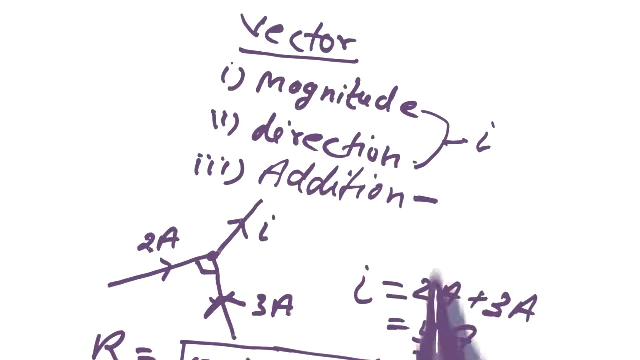 vector
i) Magnitude
ii) direction
- i
iii) Addition -
2A
i
3A
i = 2A + 3A
=
R =